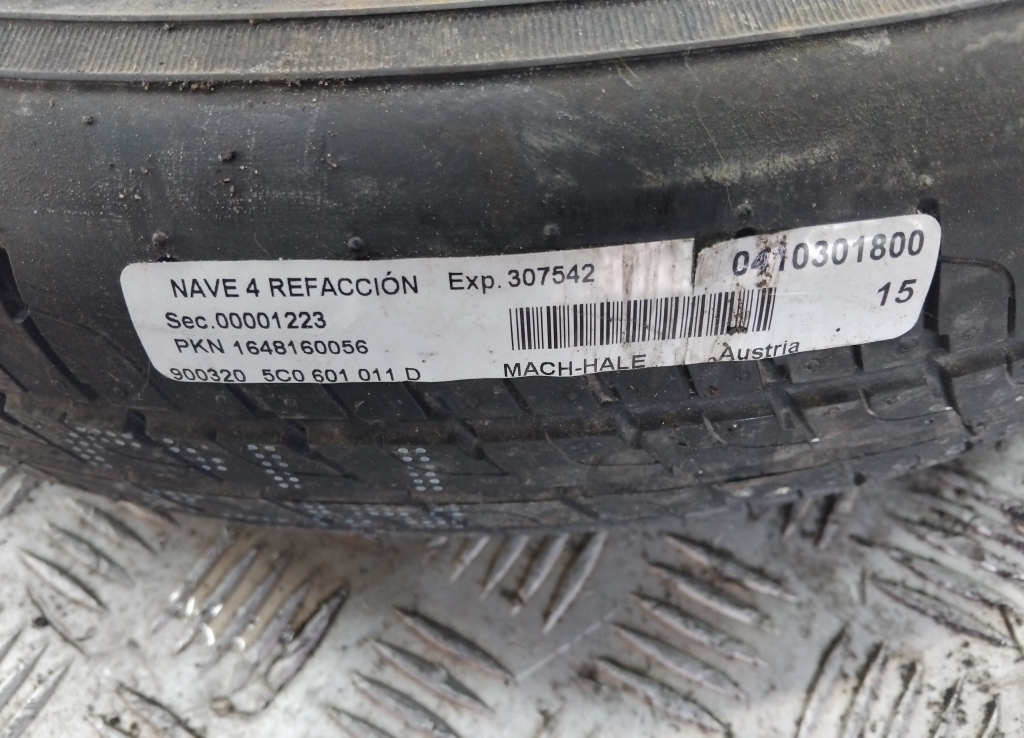 NAVE 4 REFACCIÓN Exp. 307542 0410301800
Sec.00001223 15
PKN 1648160056
900320 5C0 601 011 D MACH-HALE Austria